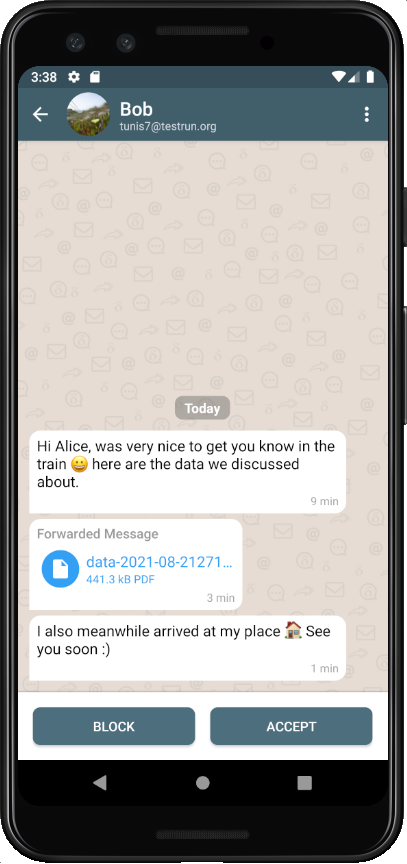 3:38
Bob
tunis7@testrun.org
Today
Hi Alice, was very nice to get you know in the
train 😀 here are the data we discussed
about.
9 min
Forwarded Message
data-2021-08-21271...
441.3 kB PDF
3 min
I also meanwhile arrived at my place 🏠 See
you soon :)
1 min
BLOCK
ACCEPT